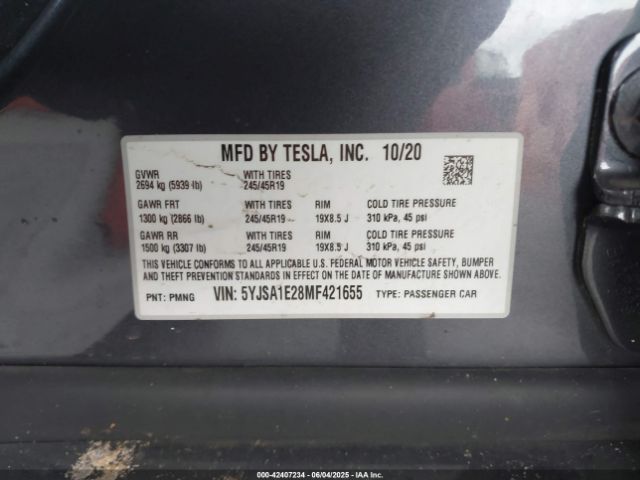 MFD BY TESLA, INC. 10/20
GVWR WITH TIRES
2694 kg (5939 lb) 245/45R19
GAWR FRT WITH TIRES RIM COLD TIRE PRESSURE
1300 kg (2866 lb) 245/45R19 19X8.5 J 310 kPa, 45 psi
GAWR RR WITH TIRES RIM COLD TIRE PRESSURE
1500 kg (3307 lb) 245/45R19 19X8.5 J 310 kPa, 45 psi
THIS VEHICLE CONFORMS TO ALL APPLICABLE U.S. FEDERAL MOTOR VEHICLE SAFETY, BUMPER
AND THEFT PREVENTION STANDARDS IN EFFECT ON THE DATE OF MANUFACTURE SHOWN ABOVE.
PNT: PMNG VIN: 5YJSA1E28MF421655 TYPE: PASSENGER CAR
© 2025 - 42407234 - 06/04/2025 - IAA Holdings, LLC